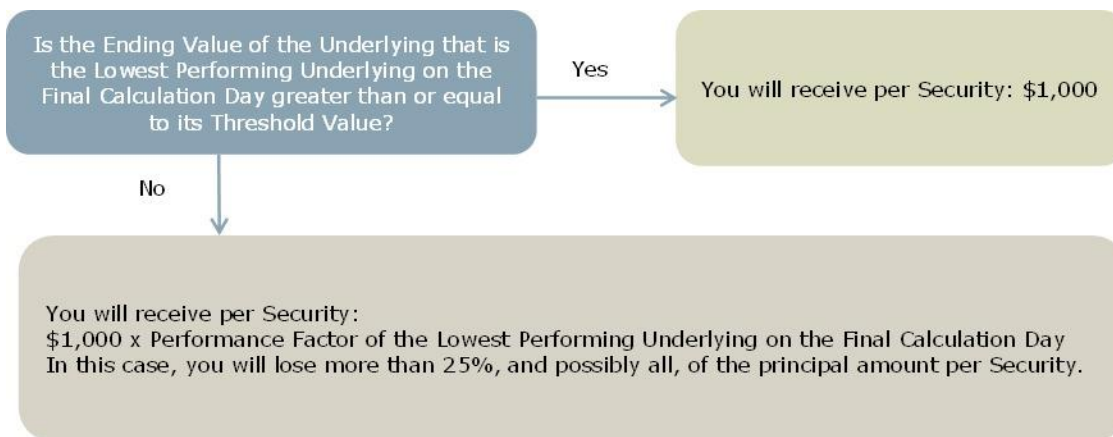 Is the Ending Value of the Underlying that is
the Lowest Performing Underlying on the
Final Calculation Day greater than or equal
to its Threshold Value?
Yes
You will receive per Security: $1,000
No
You will receive per Security:
$1,000 x Performance Factor of the Lowest Performing Underlying on the Final Calculation Day
In this case, you will lose more than 25%, and possibly all, of the principal amount per Security.